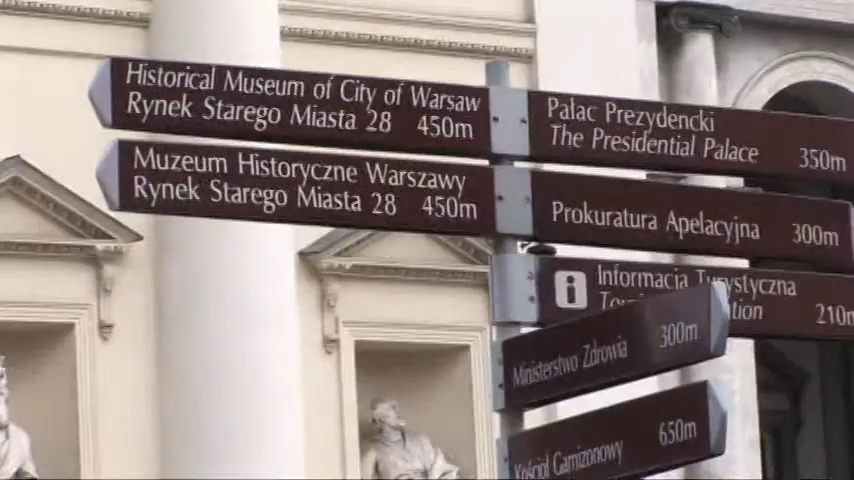 Historical Museum of City of Warsaw
Rynek Starego Miasta 28 450m
Muzeum Historyczne Warszawy
Rynek Starego Miasta 28 450m
Pałac Prezydencki
The Presidential Palace 350m
Prokuratura Apelacyjna 300m
i Informacja Turystyczna
210m
Ministerstwo Zdrowia 300m
Kościół Garnizonowy 650m